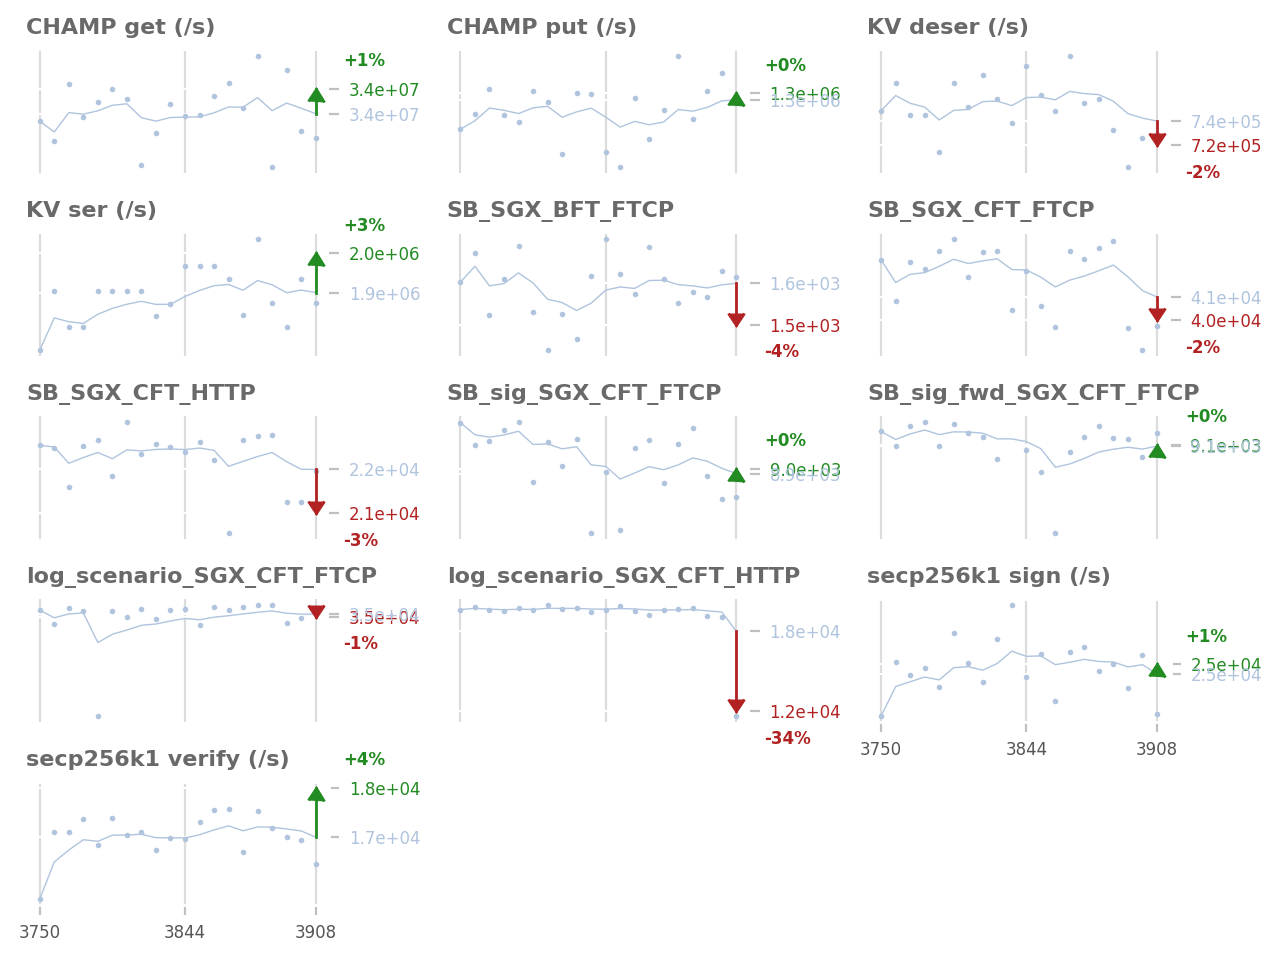 CHAMP get (/s)
+1%
3.4e+07
3.4e+07
CHAMP put (/s)
+0%
1.3e+06
1.3e+06
KV deser (/s)
7.4e+05
7.2e+05
-2%
KV ser (/s)
+3%
2.0e+06
1.9e+06
SB_SGX_BFT_FTCP
1.6e+03
1.5e+03
-4%
SB_SGX_CFT_FTCP
4.1e+04
4.0e+04
-2%
SB_SGX_CFT_HTTP
2.2e+04
2.1e+04
-3%
SB_sig_SGX_CFT_FTCP
+0%
9.0e+03
8.9e+03
SB_sig_fwd_SGX_CFT_FTCP
+0%
9.1e+03
log_scenario_SGX_CFT_FTCP
3.5e+04
3.5e+04
-1%
log_scenario_SGX_CFT_HTTP
1.8e+04
1.2e+04
-34%
secp256k1 sign (/s)
+1%
2.5e+04
2.5e+04
3750 3844 3908
secp256k1 verify (/s)
+4%
1.8e+04
1.7e+04
3750 3844 3908